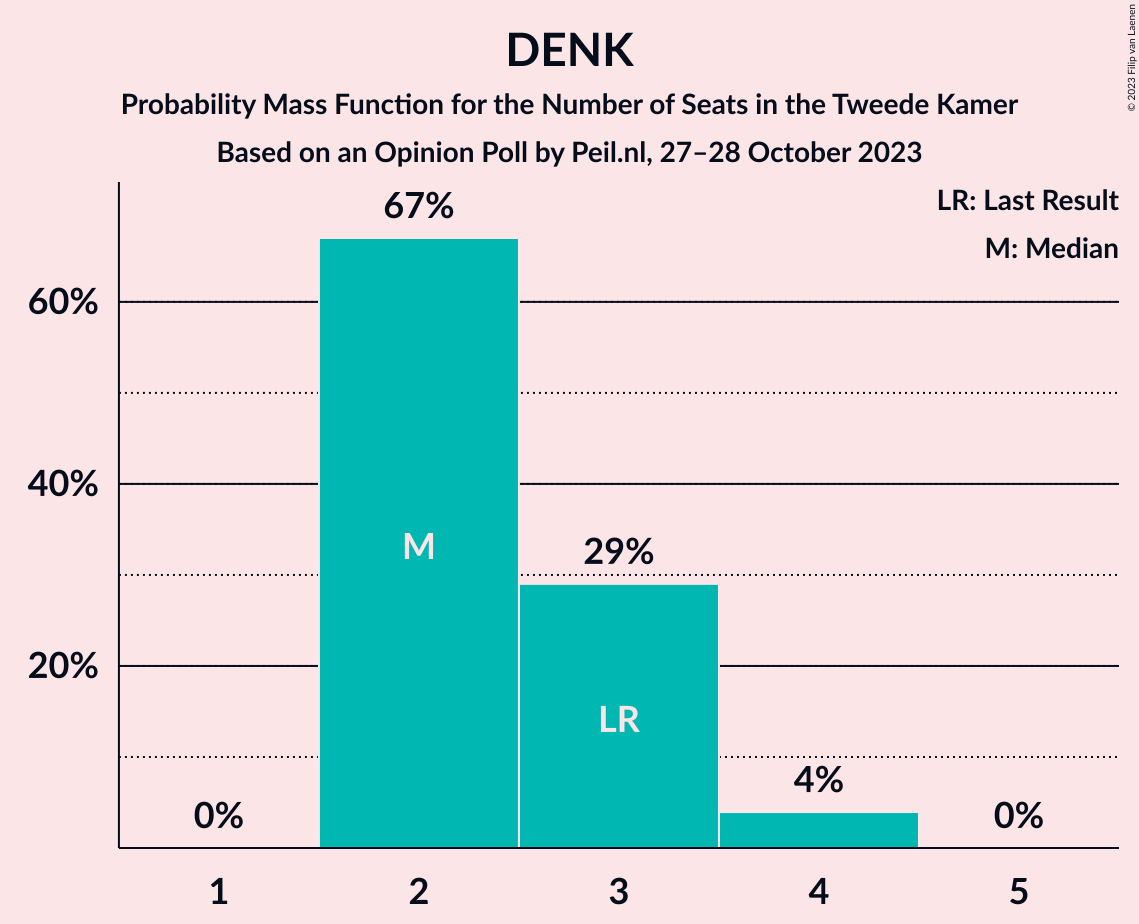 DENK
Probability Mass Function for the Number of Seats in the Tweede Kamer
Based on an Opinion Poll by Peil.nl, 27–28 October 2023
© 2023 Filip van Laenen
LR: Last Result
M: Median
67%
60%
40%
M
29%
20%
LR
4%
0%
0%
1 2 3 4 5